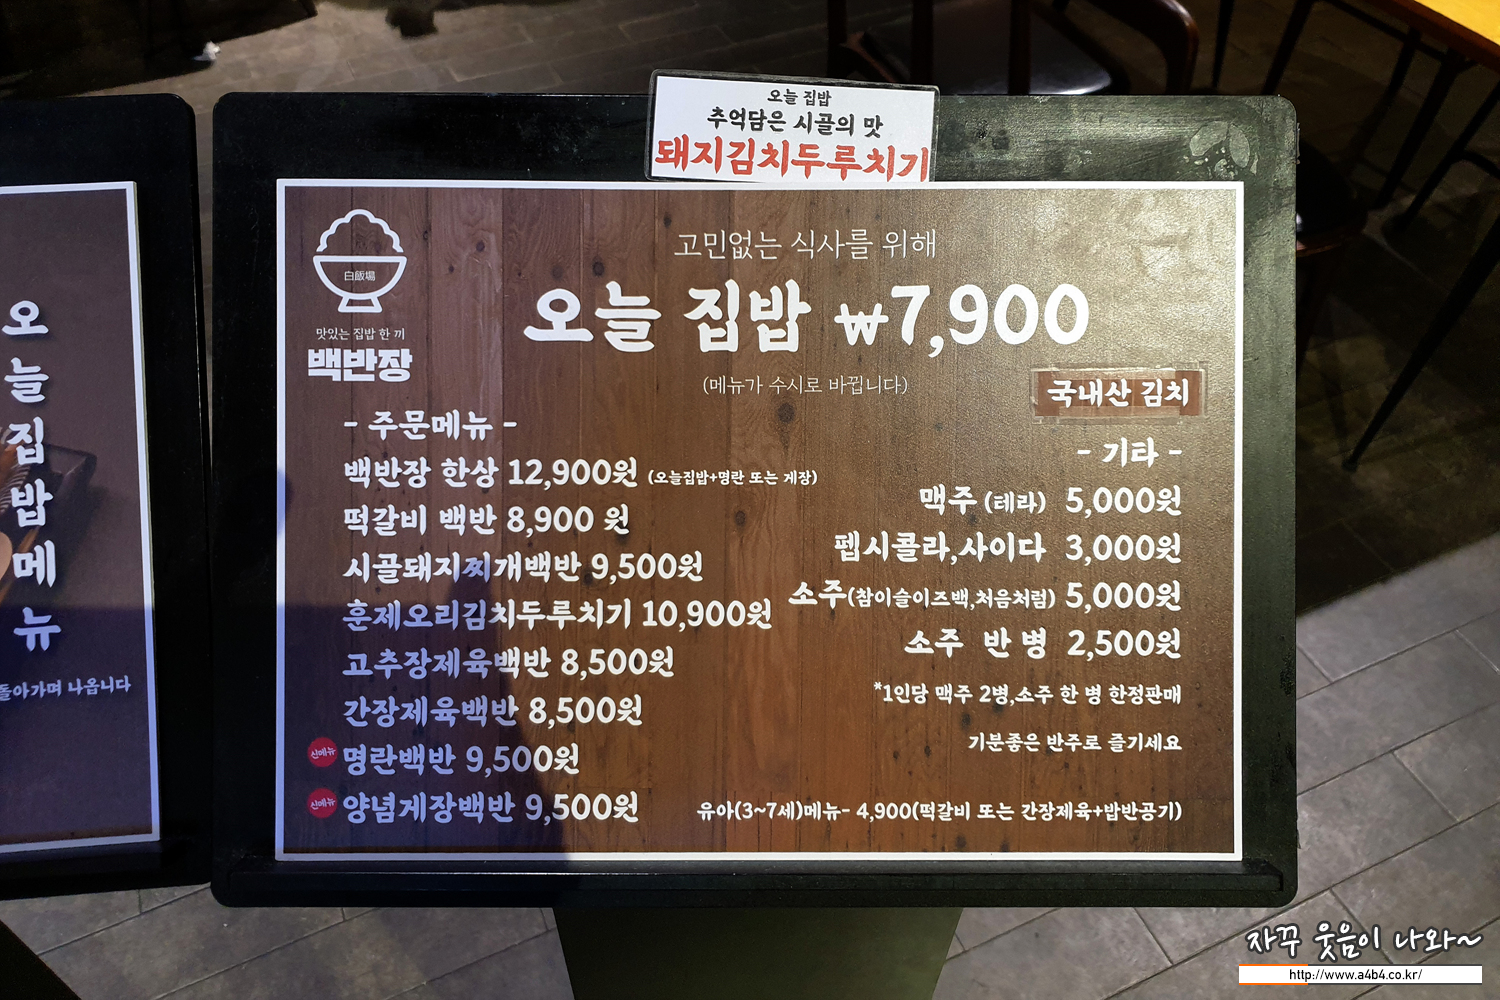 오늘 집밥
추억담은 시골의 맛
돼지김치두루치기
白飯場
맛있는 집밥 한 끼
백반장
고민없는 식사를 위해
오늘 집밥 ₩7,900
(메뉴가 수시로 바뀝니다)
국내산 김치
- 주문메뉴 -
백반장 한상 12,900원 (오늘집밥+명란 또는 게장)
떡갈비 백반 8,900 원
시골돼지찌개백반 9,500원
훈제오리김치두루치기 10,900원
고추장제육백반 8,500원
간장제육백반 8,500원
신메뉴 명란백반 9,500원
신메뉴 양념게장백반 9,500원
- 기타 -
맥주 (테라) 5,000원
펩시콜라,사이다 3,000원
소주(참이슬이즈백,처음처럼) 5,000원
소주 반 병 2,500원
*1인당 맥주 2병,소주 한 병 한정판매
기분좋은 반주로 즐기세요
유아(3~7세)메뉴- 4,900(떡갈비 또는 간장제육+밥반공기)
오늘집밥메뉴
돌아가며 나옵니다
자꾸 웃음이 나와~
http://www.a4b4.co.kr/